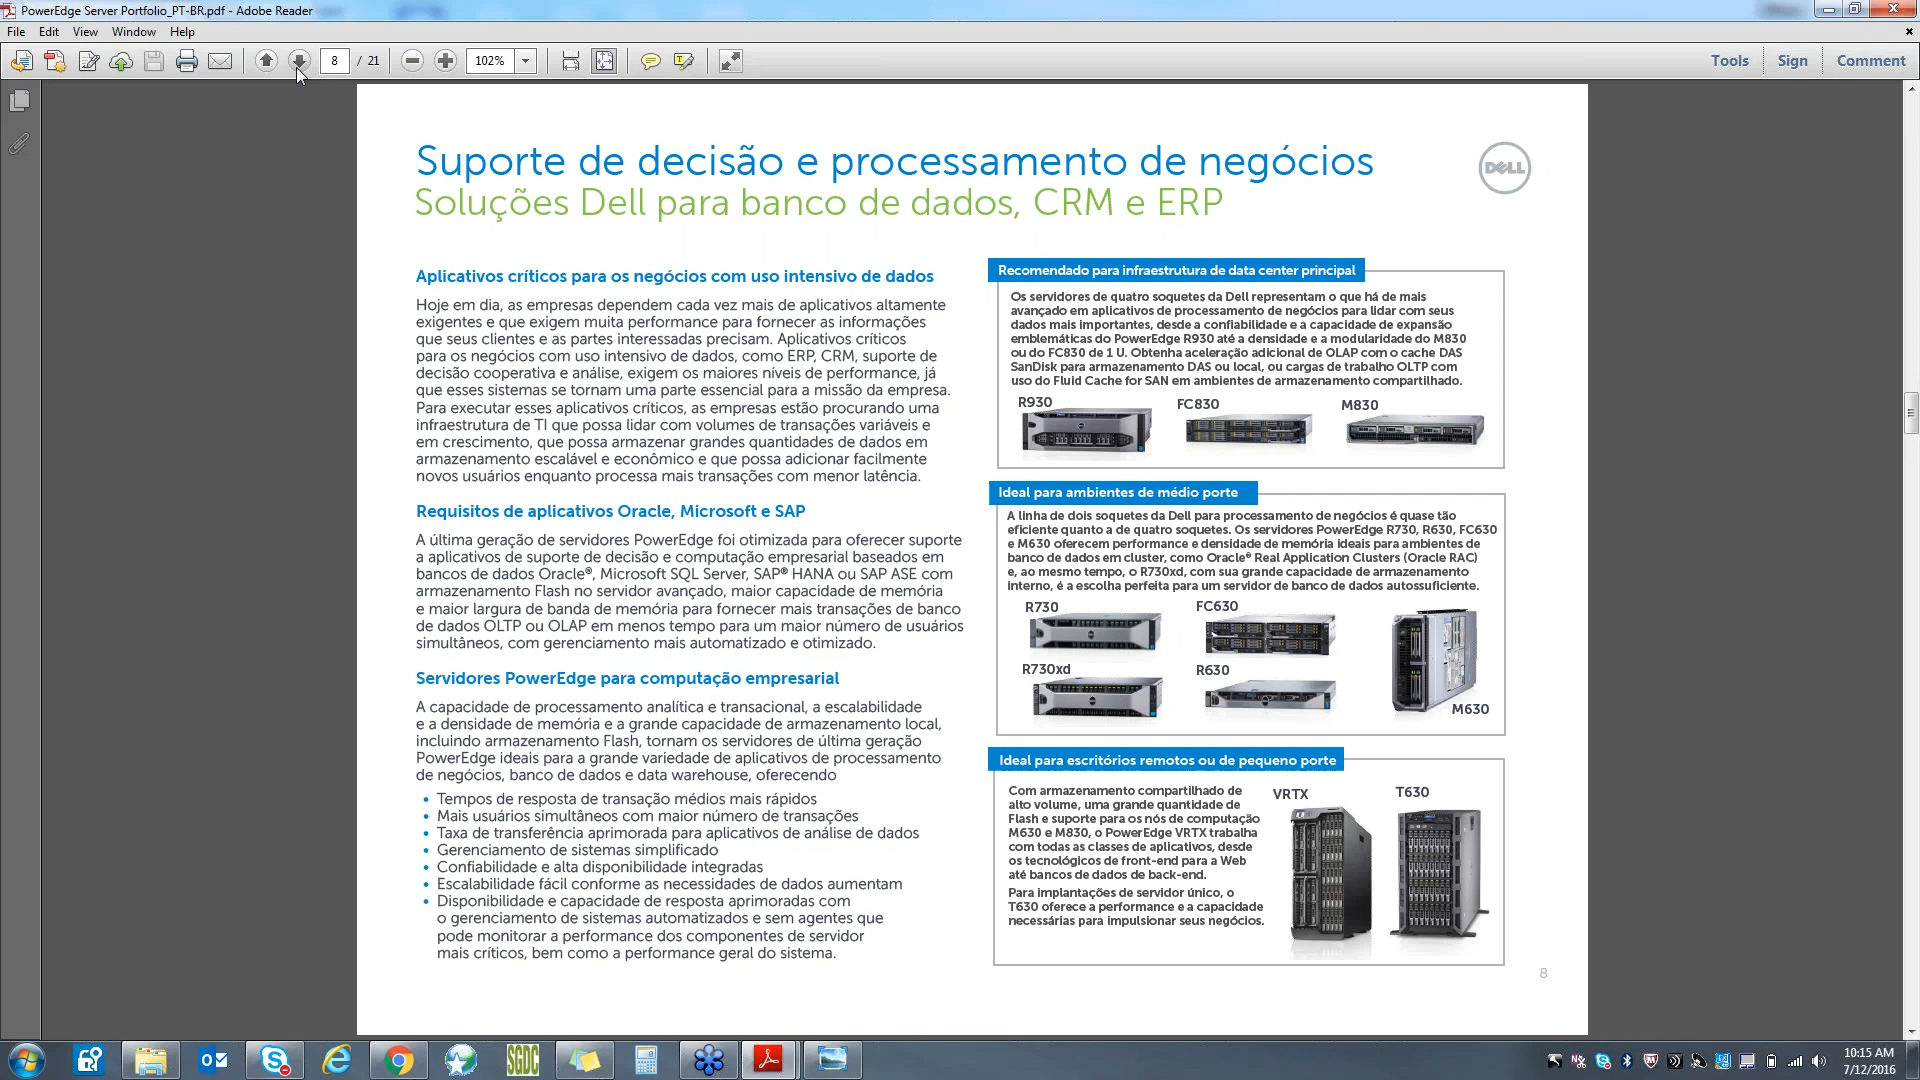 PowerEdge Server Portfolio_PT-BR.pdf - Adobe Reader
File Edit View Window Help
8 / 21 102% Tools Sign Comment
Suporte de decisão e processamento de negócios
Soluções Dell para banco de dados, CRM e ERP
DELL
Aplicativos críticos para os negócios com uso intensivo de dados
Hoje em dia, as empresas dependem cada vez mais de aplicativos altamente
exigentes e que exigem muita performance para fornecer as informações
que seus clientes e as partes interessadas precisam. Aplicativos críticos
para os negócios com uso intensivo de dados, como ERP, CRM, suporte de
decisão cooperativa e análise, exigem os maiores níveis de performance, já
que esses sistemas se tornam uma parte essencial para a missão da empresa.
Para executar esses aplicativos críticos, as empresas estão procurando uma
infraestrutura de TI que possa lidar com volumes de transações variáveis e
em crescimento, que possa armazenar grandes quantidades de dados em
armazenamento escalável e econômico e que possa adicionar facilmente
novos usuários enquanto processa mais transações com menor latência.
Requisitos de aplicativos Oracle, Microsoft e SAP
A última geração de servidores PowerEdge foi otimizada para oferecer suporte
a aplicativos de suporte de decisão e computação empresarial baseados em
bancos de dados Oracle®, Microsoft SQL Server, SAP® HANA ou SAP ASE com
armazenamento Flash no servidor avançado, maior capacidade de memória
e maior largura de banda de memória para fornecer mais transações de banco
de dados OLTP ou OLAP em menos tempo para um maior número de usuários
simultâneos, com gerenciamento mais automatizado e otimizado.
Servidores PowerEdge para computação empresarial
A capacidade de processamento analítica e transacional, a escalabilidade
e a densidade de memória e a grande capacidade de armazenamento local,
incluindo armazenamento Flash, tornam os servidores de última geração
PowerEdge ideais para a grande variedade de aplicativos de processamento
de negócios, banco de dados e data warehouse, oferecendo
• Tempos de resposta de transação médios mais rápidos
• Mais usuários simultâneos com maior número de transações
• Taxa de transferência aprimorada para aplicativos de análise de dados
• Gerenciamento de sistemas simplificado
• Confiabilidade e alta disponibilidade integradas
• Escalabilidade fácil conforme as necessidades de dados aumentam
• Disponibilidade e capacidade de resposta aprimoradas com
o gerenciamento de sistemas automatizados e sem agentes que
pode monitorar a performance dos componentes de servidor
mais críticos, bem como a performance geral do sistema.
Recomendado para infraestrutura de data center principal
Os servidores de quatro soquetes da Dell representam o que há de mais
avançado em aplicativos de processamento de negócios para lidar com seus
dados mais importantes, desde a confiabilidade e a capacidade de expansão
emblemáticas do PowerEdge R930 até a densidade e a modularidade do M830
ou do FC830 de 1 U. Obtenha aceleração adicional de OLAP com o cache DAS
SanDisk para armazenamento DAS ou local, ou cargas de trabalho OLTP com
uso do Fluid Cache for SAN em ambientes de armazenamento compartilhado.
R930 FC830 M830
Ideal para ambientes de médio porte
A linha de dois soquetes da Dell para processamento de negócios é quase tão
eficiente quanto a de quatro soquetes. Os servidores PowerEdge R730, R630, FC630
e M630 oferecem performance e densidade de memória ideais para ambientes de
banco de dados em cluster, como Oracle® Real Application Clusters (Oracle RAC)
e, ao mesmo tempo, o R730xd, com sua grande capacidade de armazenamento
interno, é a escolha perfeita para um servidor de banco de dados autossuficiente.
R730 FC630
R730xd R630
M630
Ideal para escritórios remotos ou de pequeno porte
Com armazenamento compartilhado de
alto volume, uma grande quantidade de
Flash e suporte para os nós de computação
M630 e M830, o PowerEdge VRTX trabalha
com todas as classes de aplicativos, desde
os tecnológicos de front-end para a Web
até bancos de dados de back-end.
Para implantações de servidor único, o
T630 oferece a performance e a capacidade
necessárias para impulsionar seus negócios.
VRTX T630
8
SGDC
10:15 AM
7/12/2016